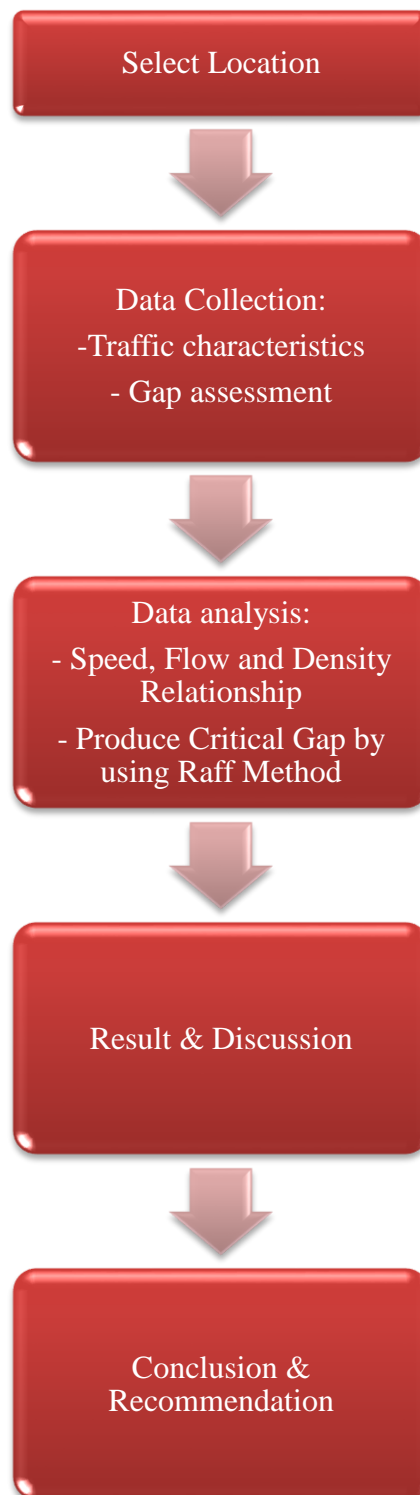 Select Location
Data Collection:
-Traffic characteristics
- Gap assessment
Data analysis:
- Speed, Flow and Density
Relationship
- Produce Critical Gap by
using Raff Method
Result & Discussion
Conclusion &
Recommendation